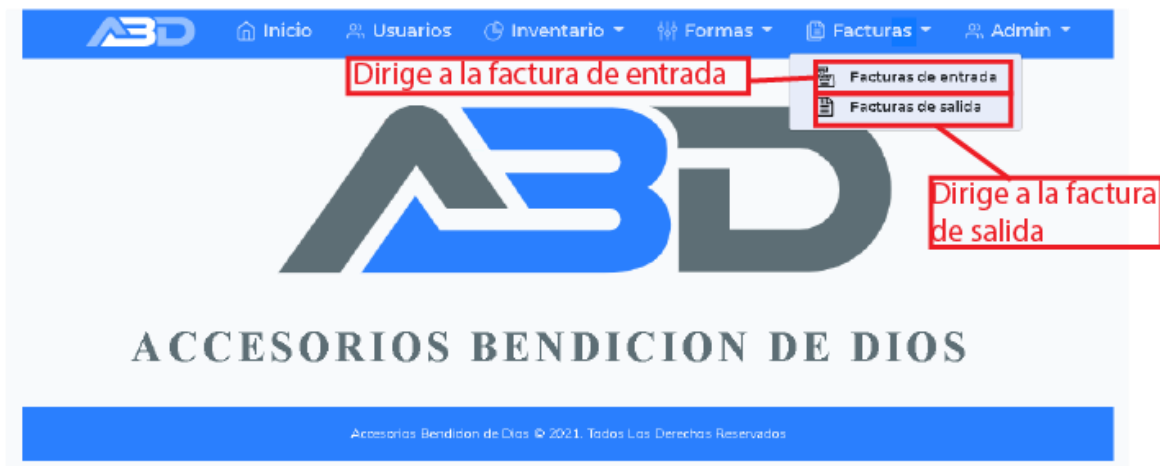 ABD Inicio Usuarios Inventario Formas Facturas Admin
Dirige a la factura de entrada
Facturas de entrada
Facturas de salida
ABD
Dirige a la factura
de salida
ACCESORIOS BENDICION DE DIOS
Accesorios Bendicion de Dios © 2021. Todos Los Derechos Reservados